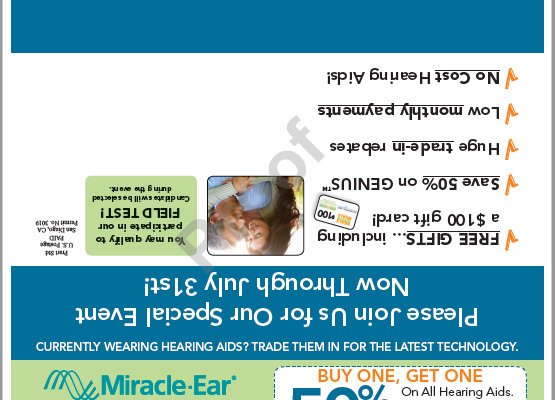 Please Join Us for Our Special Event
Now Through July 31st!
FREE GIFTS... including
a $100 gift card!
$100
Save 50% on GENIUS™
Huge trade-in rebates
Low monthly payments
No Cost Hearing Aids!
You may qualify to
participate in our
FIELD TEST!
Candidates will be selected
during the event.
Prst Std
U.S. Postage
PAID
San Diego, CA.
Permit No. 3019
Proof
CURRENTLY WEARING HEARING AIDS? TRADE THEM IN FOR THE LATEST TECHNOLOGY.
Miracle-Ear®
BUY ONE, GET ONE
50%
On All Hearing Aids.